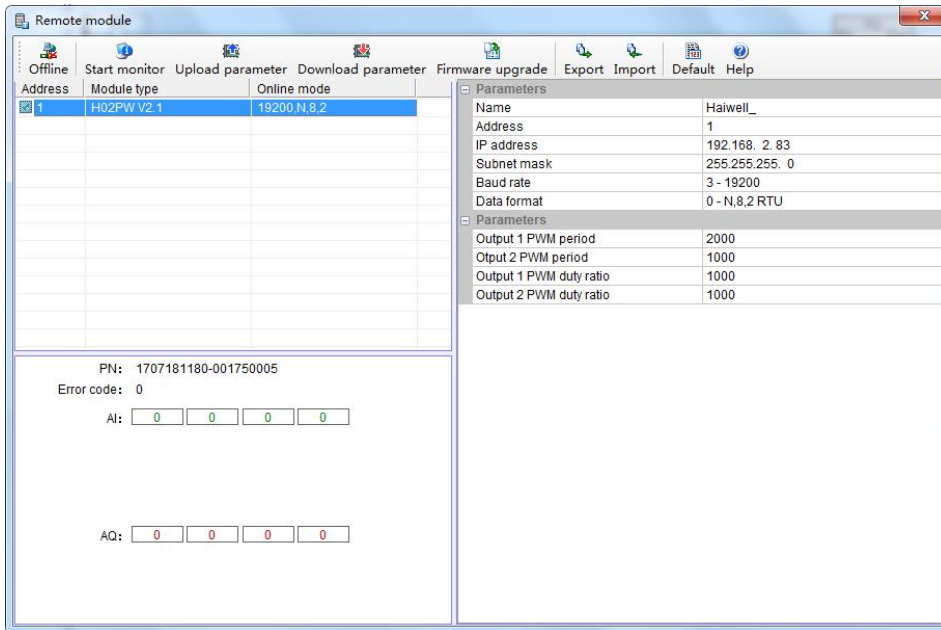 Remote module
Offline Start monitor Upload parameter Download parameter Firmware upgrade Export Import Default Help
Address Module type Online mode
1 H02PW V2.1 19200,N,8,2
Parameters
Name Haiwell_
Address 1
IP address 192.168. 2. 83
Subnet mask 255.255.255. 0
Baud rate 3 - 19200
Data format 0 - N,8,2 RTU
Parameters
Output 1 PWM period 2000
Otput 2 PWM period 1000
Output 1 PWM duty ratio 1000
Output 2 PWM duty ratio 1000
PN: 1707181180-001750005
Error code: 0
AI: 0 0 0 0
AQ: 0 0 0 0